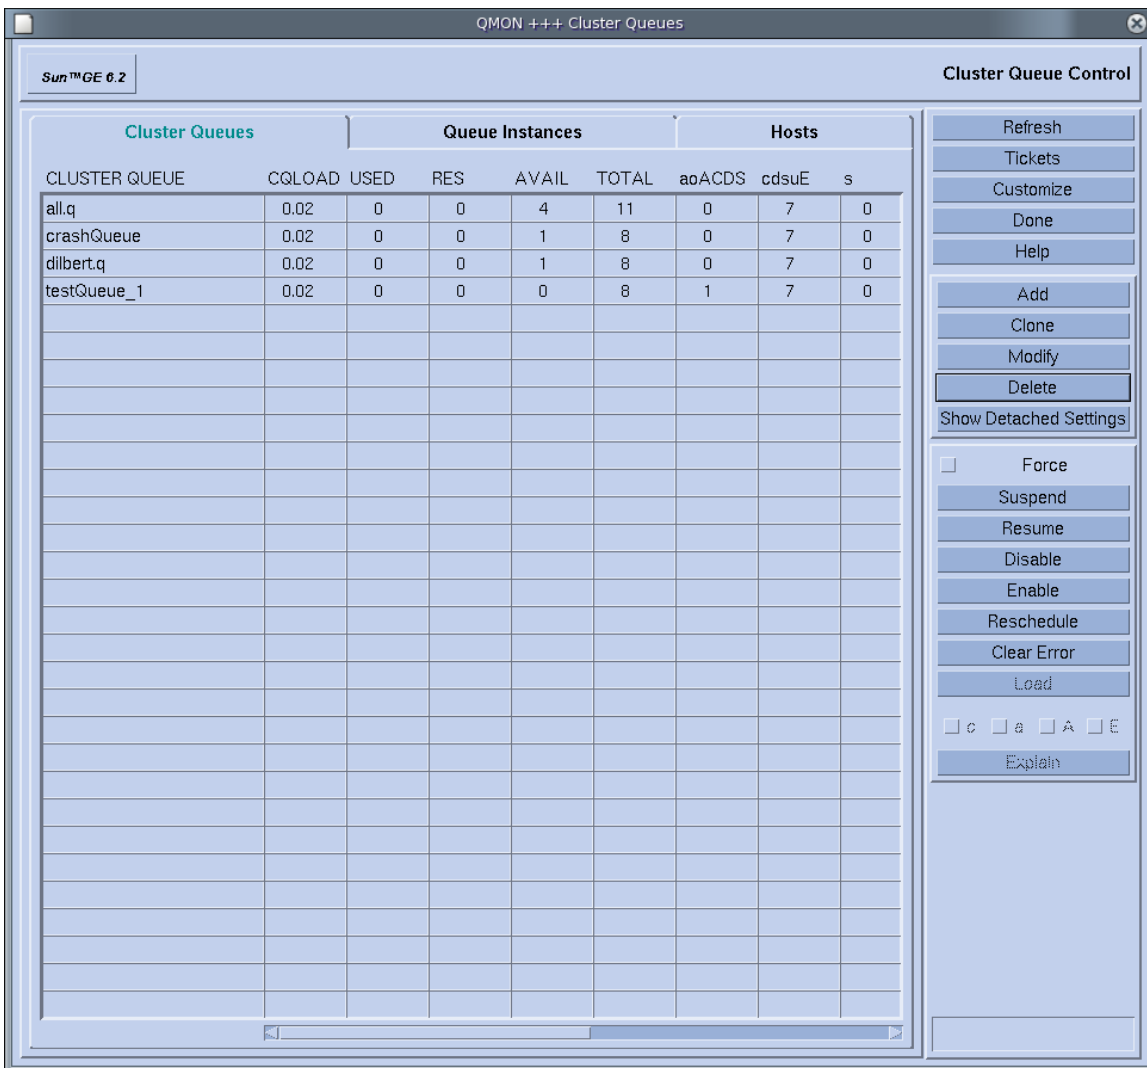 QMON +++ Cluster Queues
Sun™GE 6.2
Cluster Queue Control
Cluster Queues Queue Instances Hosts
CLUSTER QUEUE CQLOAD USED RES AVAIL TOTAL aoACDS cdsuE s
all.q 0.02 0 0 4 11 0 7 0
crashQueue 0.02 0 0 1 8 0 7 0
dilbert.q 0.02 0 0 1 8 0 7 0
testQueue_1 0.02 0 0 0 8 1 7 0
Refresh
Tickets
Customize
Done
Help
Add
Clone
Modify
Delete
Show Detached Settings
Force
Suspend
Resume
Disable
Enable
Reschedule
Clear Error
Load
c a A E
Explain